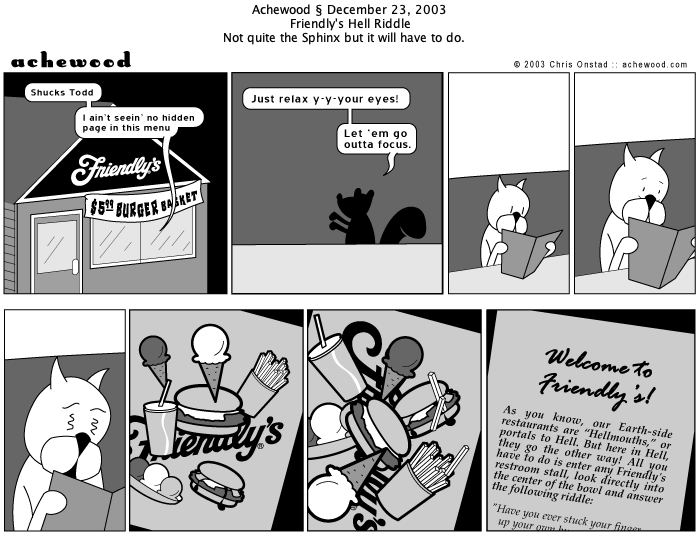 Achewood § December 23, 2003
Friendly's Hell Riddle
Not quite the Sphinx but it will have to do.
achewood
© 2003 Chris Onstad :: achewood.com
Shucks Todd
I ain't seein' no hidden
page in this menu
Friendly's
$5.99 BURGER BASKET
Just relax y-y-your eyes!
Let 'em go
outta focus.
Friendly's®
Friendly's
Welcome to
Friendly's!
As you know, our Earth-side
restaurants are "Hellmouths," or
portals to Hell. But here in Hell,
they go the other way! All you
have to do is enter any Friendly's
restroom stall, look directly into
the center of the bowl and answer
the following riddle:
"Have you ever stuck your finger
up your own